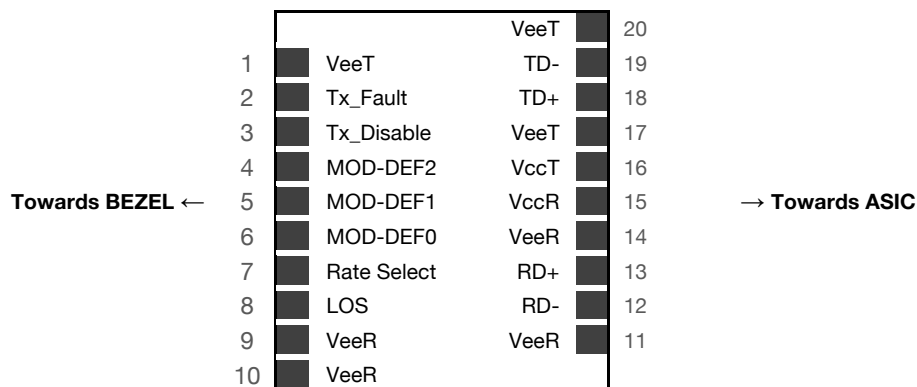 VeeT 20
1 VeeT TD- 19
2 Tx_Fault TD+ 18
3 Tx_Disable VeeT 17
4 MOD-DEF2 VccT 16
Towards BEZEL ← 5 MOD-DEF1 VccR 15 → Towards ASIC
6 MOD-DEF0 VeeR 14
7 Rate Select RD+ 13
8 LOS RD- 12
9 VeeR VeeR 11
10 VeeR